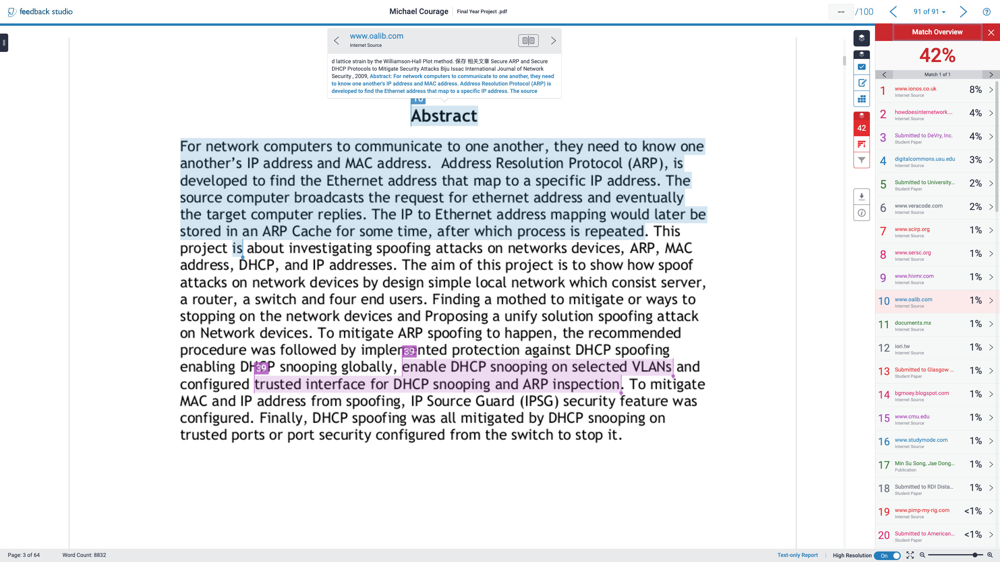 feedback studio
Michael Courage
Final Year Project .pdf
-- /100
91 of 91
www.oalib.com
Internet Source
d lattice strain by the Williamson-Hall Plot method. 保存 相关文章 Secure ARP and Secure
DHCP Protocols to Mitigate Security Attacks Biju Issac International Journal of Network
Security , 2009, Abstract: For network computers to communicate to one another, they need
to know one another's IP address and MAC address. Address Resolution Protocol (ARP) is
developed to find the Ethernet address that map to a specific IP address. The source
10
Abstract
For network computers to communicate to one another, they need to know one
another’s IP address and MAC address.  Address Resolution Protocol (ARP), is
developed to find the Ethernet address that map to a specific IP address. The
source computer broadcasts the request for ethernet address and eventually
the target computer replies. The IP to Ethernet address mapping would later be
stored in an ARP Cache for some time, after which process is repeated. This
project is about investigating spoofing attacks on networks devices, ARP, MAC
address, DHCP, and IP addresses. The aim of this project is to show how spoof
attacks on network devices by design simple local network which consist server,
a router, a switch and four end users. Finding a mothed to mitigate or ways to
stopping on the network devices and Proposing a unify solution spoofing attack
on Network devices. To mitigate ARP spoofing to happen, the recommended
procedure was followed by implemented protection against DHCP spoofing
39
enabling DHCP snooping globally, enable DHCP snooping on selected VLANs and
39
configured trusted interface for DHCP snooping and ARP inspection. To mitigate
MAC and IP address from spoofing, IP Source Guard (IPSG) security feature was
configured. Finally, DHCP spoofing was all mitigated by DHCP snooping on
trusted ports or port security configured from the switch to stop it.
42
Match Overview
42%
Match 1 of 1
1 www.ionos.co.uk 8%
Internet Source
2 howdoesinternetwork.... 4%
Internet Source
3 Submitted to DeVry, Inc. 4%
Student Paper
4 digitalcommons.usu.edu 3%
Internet Source
5 Submitted to University... 2%
Student Paper
6 www.veracode.com 2%
Internet Source
7 www.scirp.org 1%
Internet Source
8 www.sersc.org 1%
Internet Source
9 www.hivmr.com 1%
Internet Source
10 www.oalib.com 1%
Internet Source
11 documents.mx 1%
Internet Source
12 iori.tw 1%
Internet Source
13 Submitted to Glasgow ... 1%
Student Paper
14 bgmoey.blogspot.com 1%
Internet Source
15 www.cmu.edu 1%
Internet Source
16 www.studymode.com 1%
Internet Source
17 Min Su Song, Jae Dong... 1%
Publication
18 Submitted to RDI Dista... 1%
Student Paper
19 www.pimp-my-rig.com <1%
Internet Source
20 Submitted to American... <1%
Student Paper
Page: 3 of 64
Word Count: 8832
Text-only Report
High Resolution On